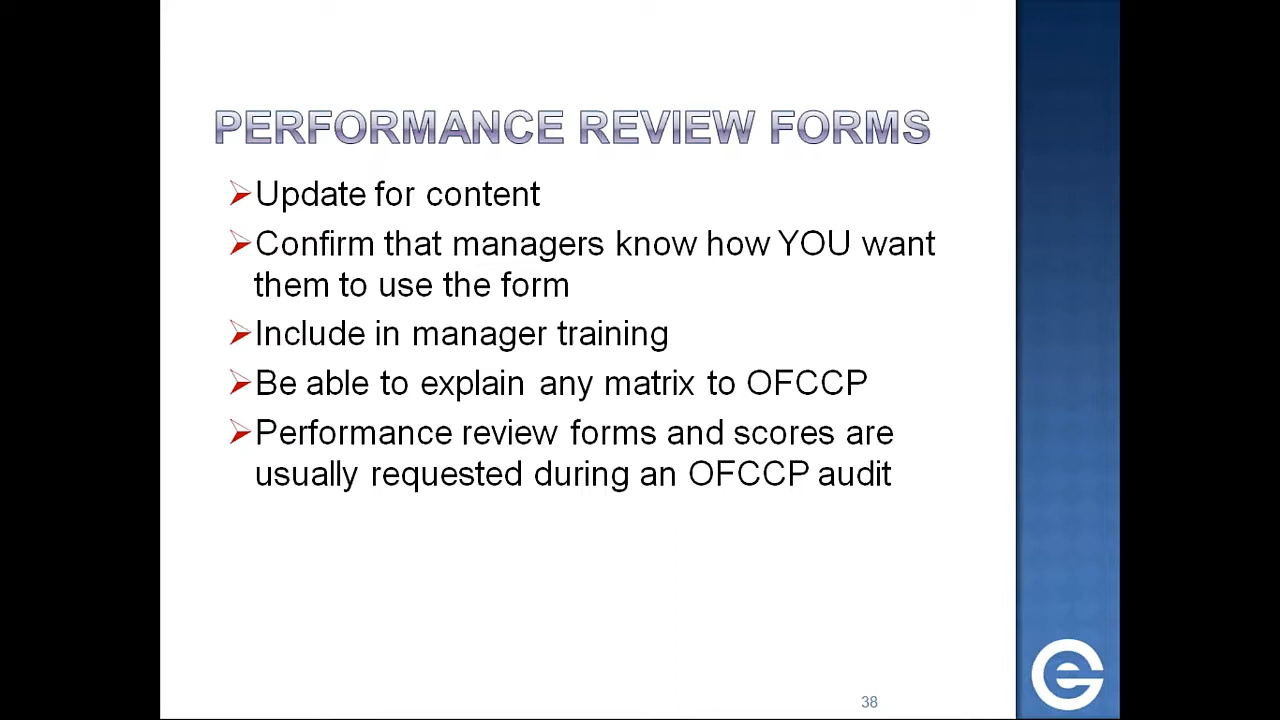 PERFORMANCE REVIEW FORMS
Update for content
Confirm that managers know how YOU want
them to use the form
Include in manager training
Be able to explain any matrix to OFCCP
Performance review forms and scores are
usually requested during an OFCCP audit
38